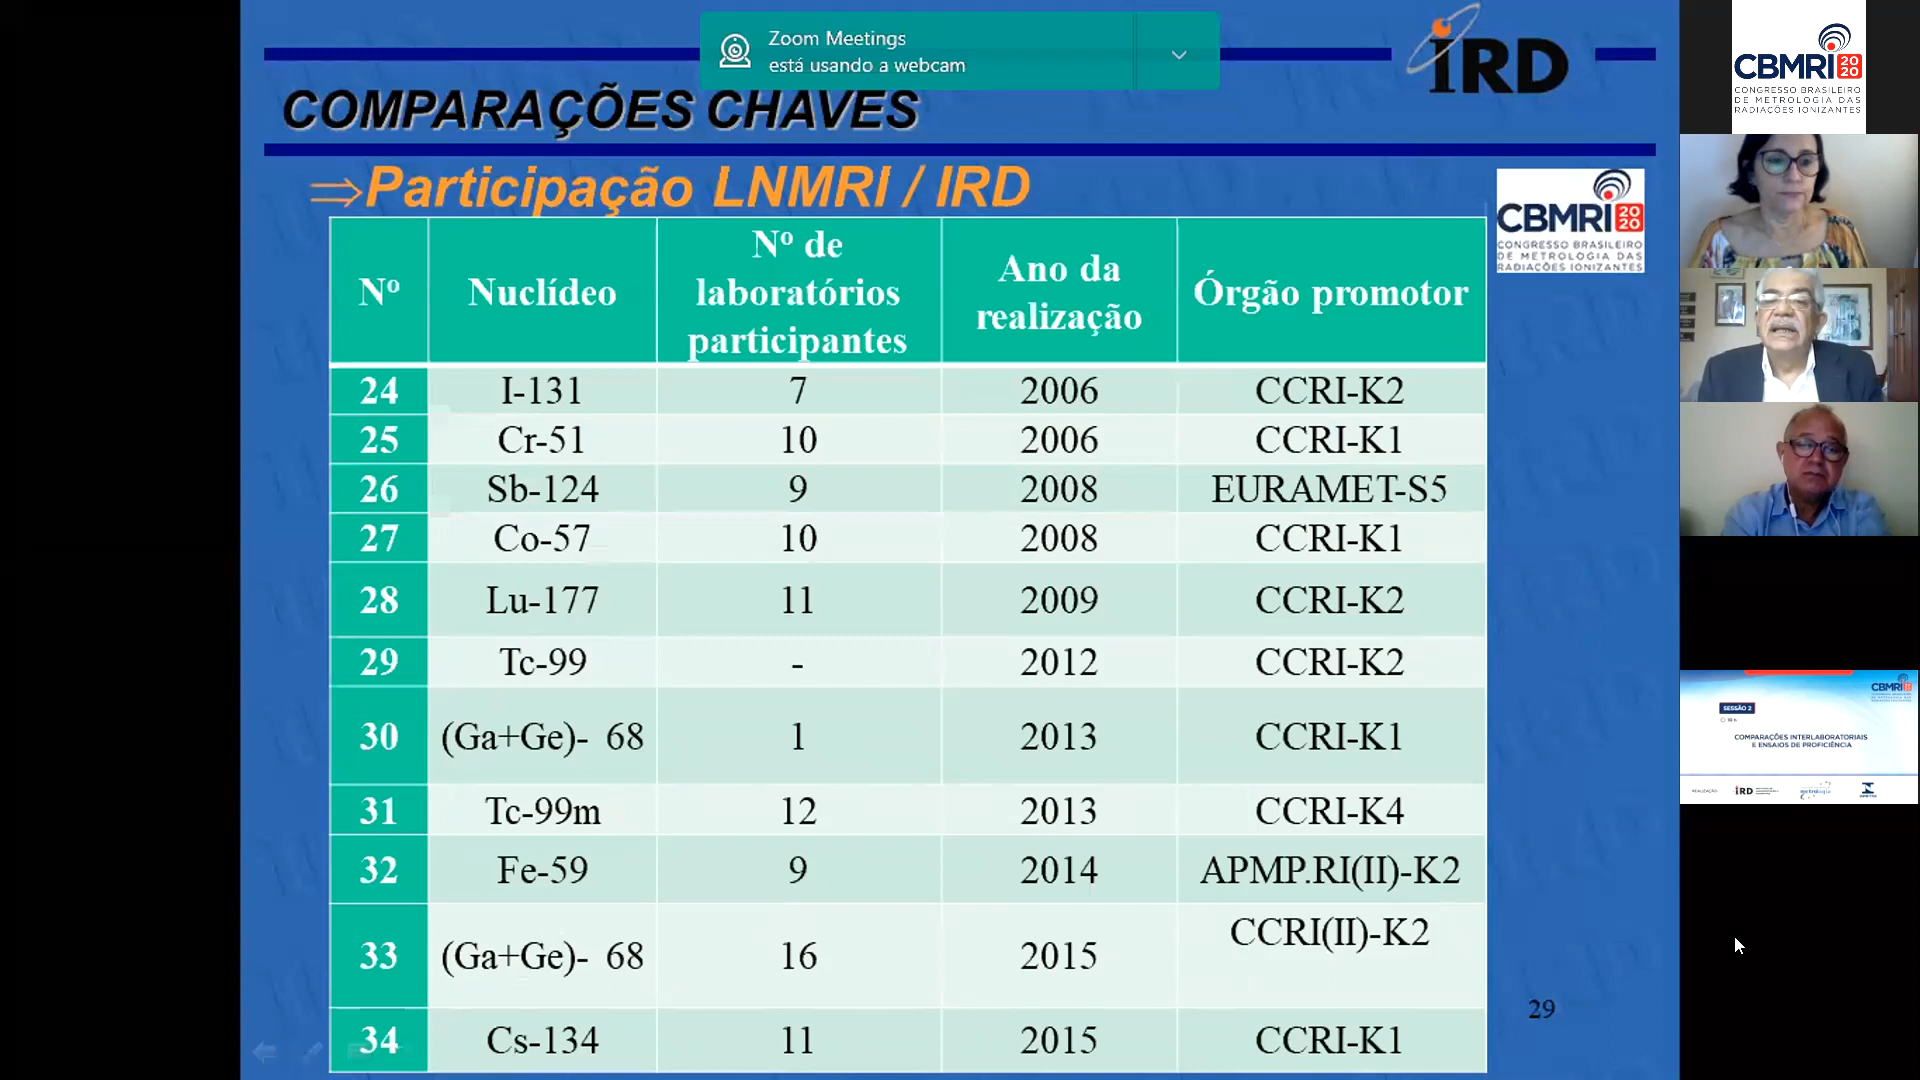 Zoom Meetings
está usando a webcam
IRD
COMPARAÇÕES CHAVES
⇒Participação LNMRI / IRD
CBMRI 2020
CONGRESSO BRASILEIRO
DE METROLOGIA DAS
RADIAÇÕES IONIZANTES
Nº Nuclídeo Nº de laboratórios participantes Ano da realização Órgão promotor
24 I-131 7 2006 CCRI-K2
25 Cr-51 10 2006 CCRI-K1
26 Sb-124 9 2008 EURAMET-S5
27 Co-57 10 2008 CCRI-K1
28 Lu-177 11 2009 CCRI-K2
29 Tc-99 - 2012 CCRI-K2
30 (Ga+Ge)- 68 1 2013 CCRI-K1
31 Tc-99m 12 2013 CCRI-K4
32 Fe-59 9 2014 APMP.RI(II)-K2
33 (Ga+Ge)- 68 16 2015 CCRI(II)-K2
34 Cs-134 11 2015 CCRI-K1
29
CBMRI 2020
CONGRESSO BRASILEIRO
DE METROLOGIA DAS
RADIAÇÕES IONIZANTES
CBMRI
SESSÃO 2
COMPARAÇÕES INTERLABORATORIAIS
E ENSAIOS DE PROFICIÊNCIA
REALIZAÇÃO
IRD
metrologia